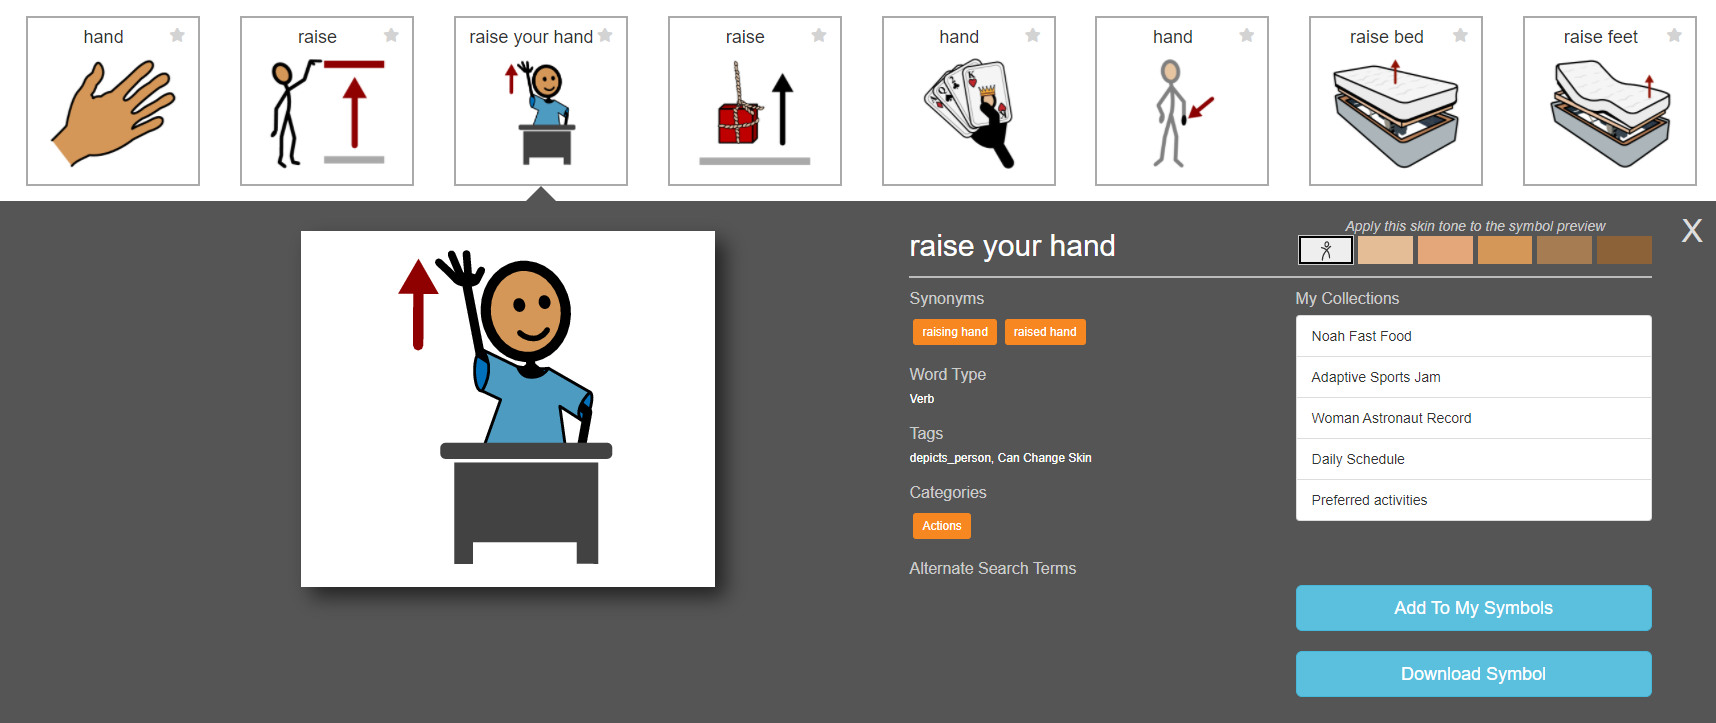 hand
raise
raise your hand
raise
hand
hand
raise bed
raise feet
raise your hand
Apply this skin tone to the symbol preview
X
Synonyms
raising hand
raised hand
Word Type
Verb
Tags
depicts_person, Can Change Skin
Categories
Actions
Alternate Search Terms
My Collections
Noah Fast Food
Adaptive Sports Jam
Woman Astronaut Record
Daily Schedule
Preferred activities
Add To My Symbols
Download Symbol